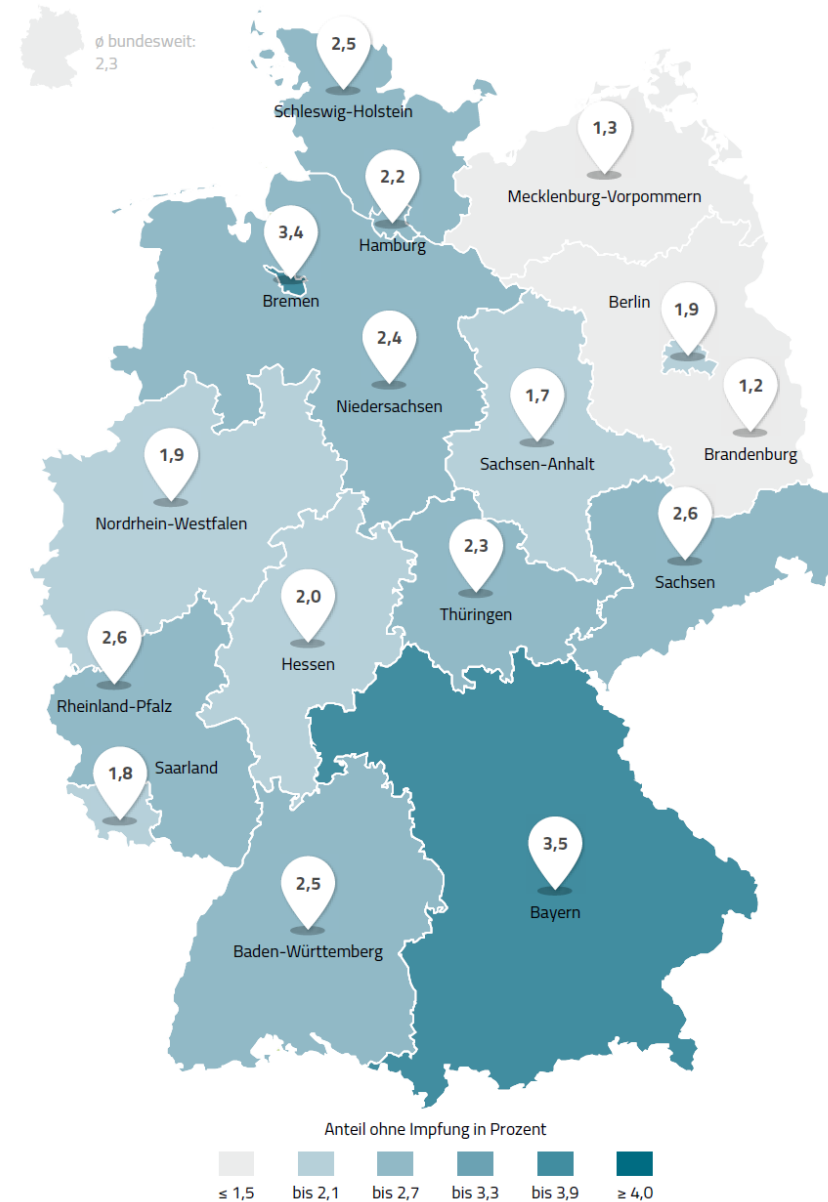 ø bundesweit:
2,3
2,5
Schleswig-Holstein
1,3
Mecklenburg-Vorpommern
2,2
Hamburg
3,4
Bremen
Berlin
1,9
2,4
Niedersachsen
1,7
Sachsen-Anhalt
1,2
Brandenburg
1,9
Nordrhein-Westfalen
2,6
Sachsen
2,3
Thüringen
2,0
Hessen
2,6
Rheinland-Pfalz
Saarland
1,8
3,5
Bayern
2,5
Baden-Württemberg
Anteil ohne Impfung in Prozent
≤ 1,5 bis 2,1 bis 2,7 bis 3,3 bis 3,9 ≥ 4,0